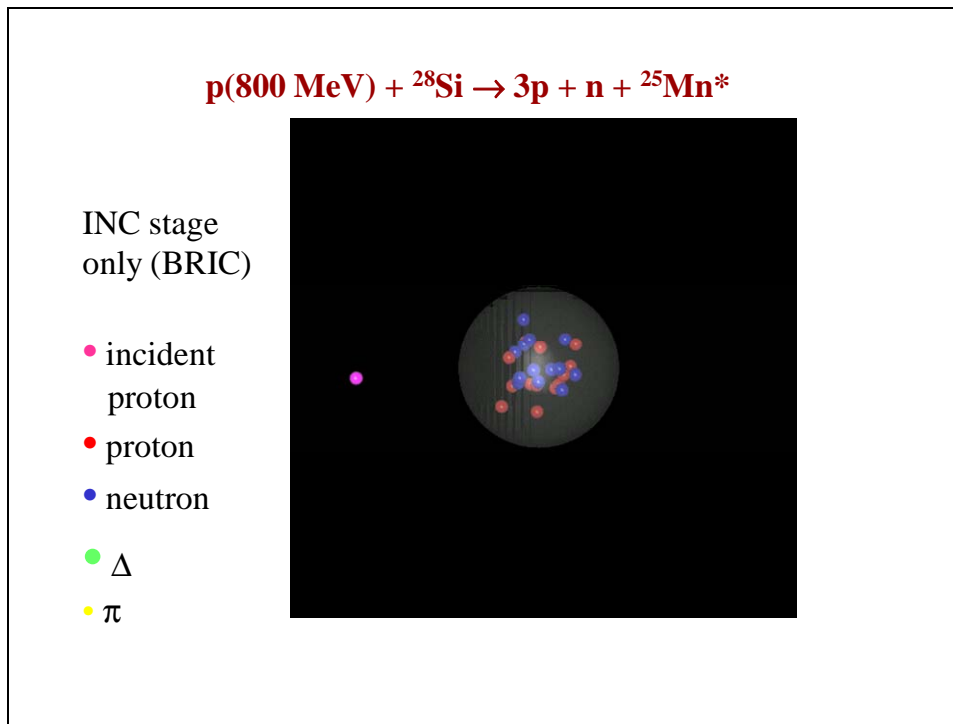 p(800 MeV) + ²⁸Si → 3p + n + ²⁵Mn*
INC stage
only (BRIC)
• incident
proton
• proton
• neutron
• Δ
• π